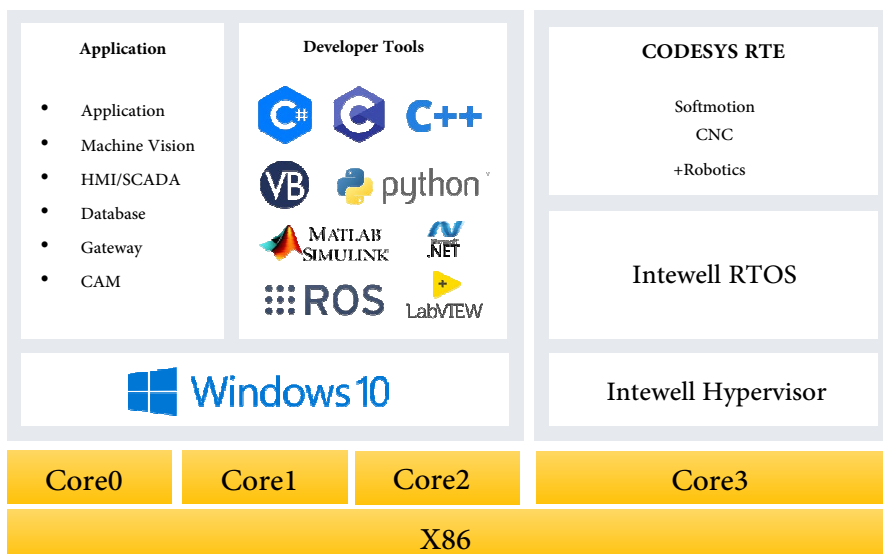 Application
• Application
• Machine Vision
• HMI/SCADA
• Database
• Gateway
• CAM
Developer Tools
C#
C
C++
VB
python
MATLAB
SIMULINK
Microsoft
.NET
ROS
LabVIEW
Windows 10
CODESYS RTE
Softmotion
CNC
+Robotics
Intewell RTOS
Intewell Hypervisor
Core0
Core1
Core2
Core3
X86